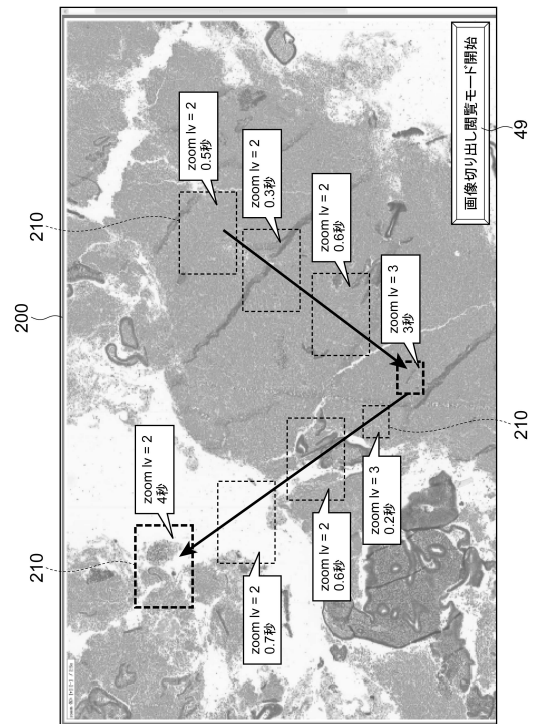 200
210
210
zoom lv = 2
4秒
zoom lv = 2
0.5秒
zoom lv = 2
0.7秒
zoom lv = 2
0.3秒
zoom lv = 2
0.6秒
zoom lv = 2
0.6秒
zoom lv = 3
0.2秒
zoom lv = 3
3秒
画像切り出し閲覧モード開始
210
49